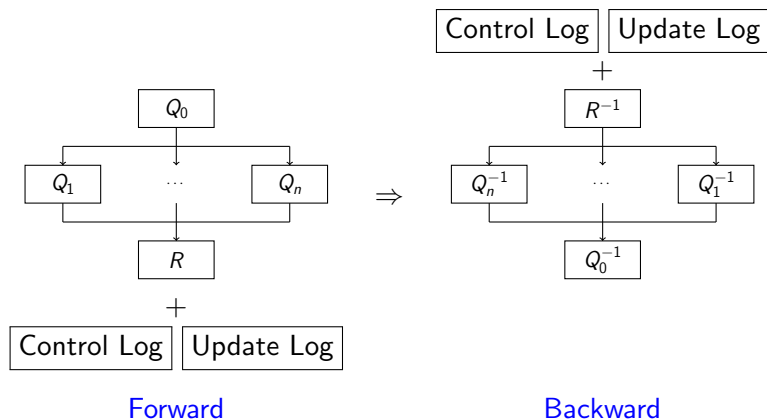 Control Log Update Log
+
Q₀ R⁻¹
Q₁ ... Qₙ ⇒ Qₙ⁻¹ ... Q₁⁻¹
R Q₀⁻¹
+
Control Log Update Log
Forward Backward